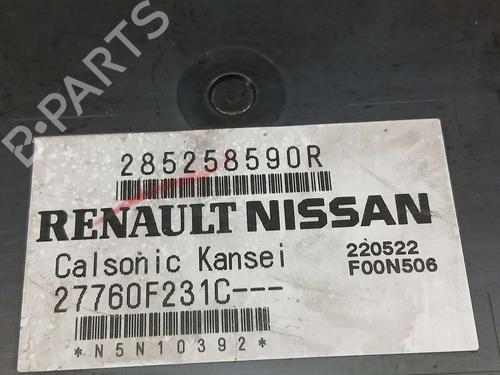 B-PARTS
285258590R
RENAULT NISSAN
Calsonic Kansei
220522
F00N506
27760F231C---
*N5N10392*